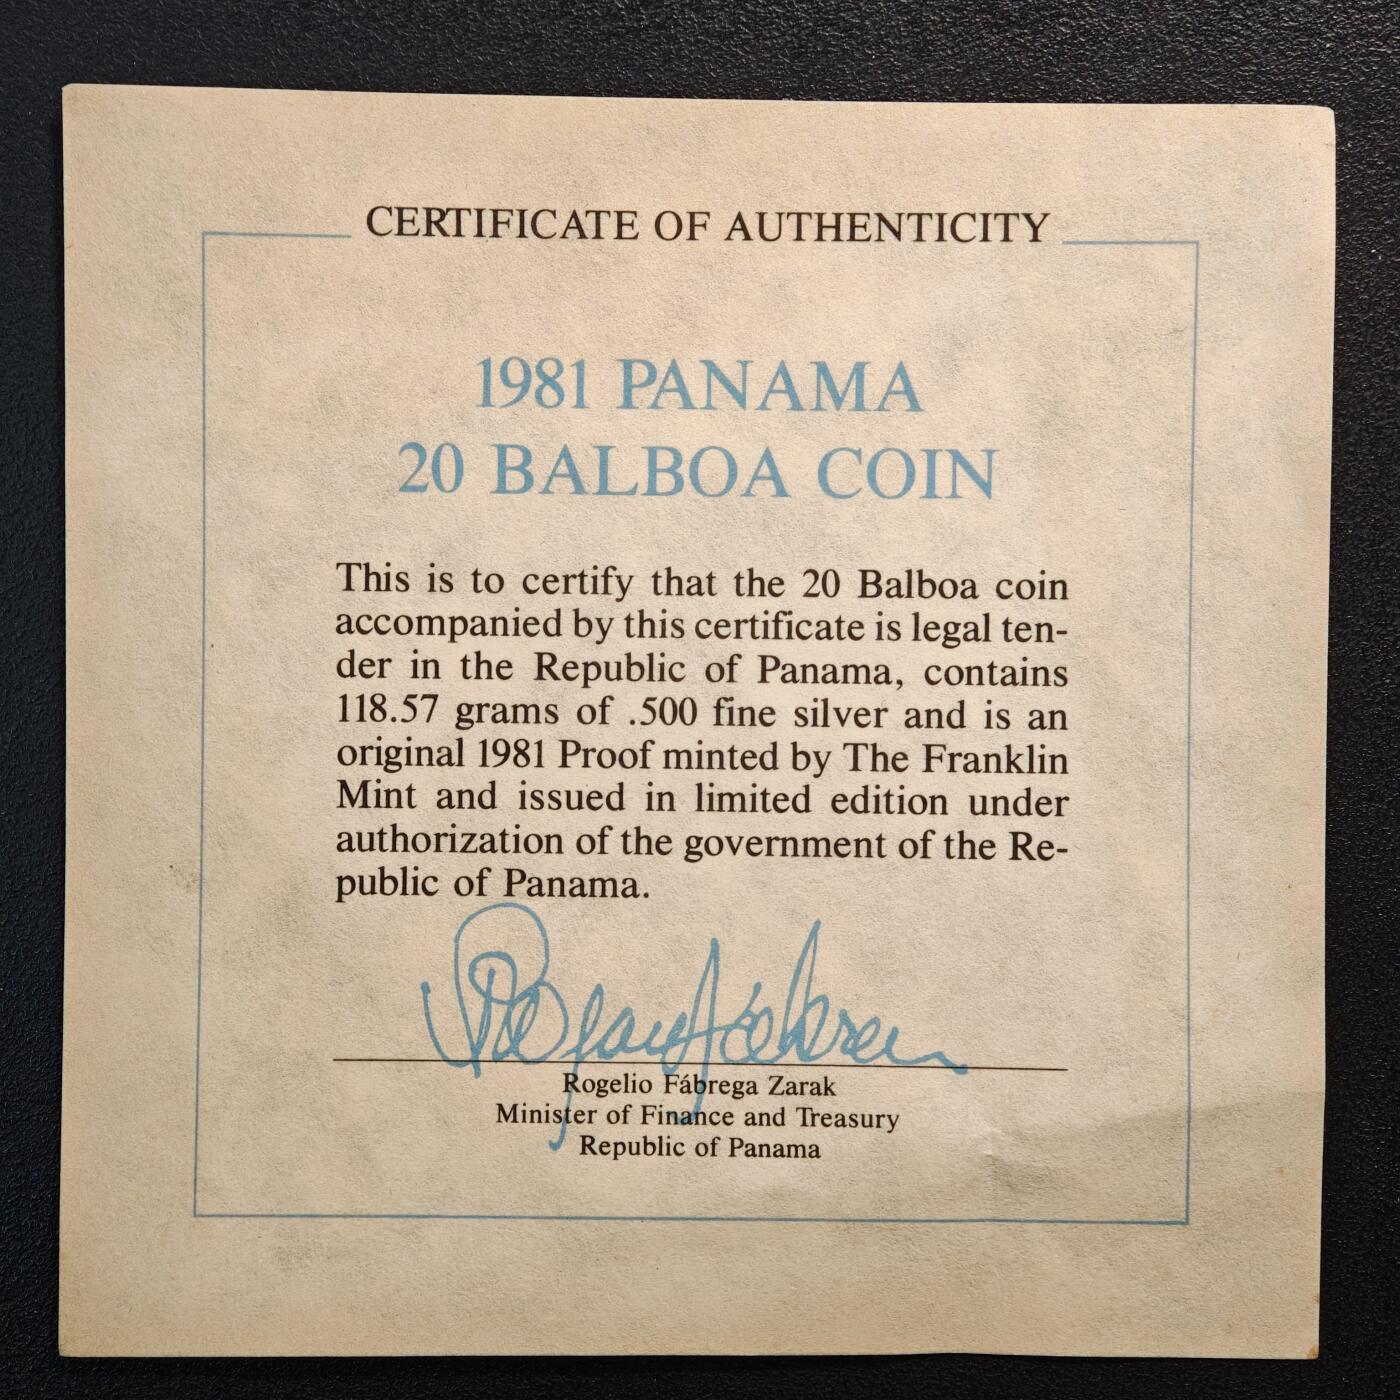 CERTIFICATE OF AUTHENTICITY
1981 PANAMA
20 BALBOA COIN
This is to certify that the 20 Balboa coin
accompanied by this certificate is legal ten-
der in the Republic of Panama, contains
118.57 grams of .500 fine silver and is an
original 1981 Proof minted by The Franklin
Mint and issued in limited edition under
authorization of the government of the Re-
public of Panama.
Rogelio Fábrega Zarak
Minister of Finance and Treasury
Republic of Panama